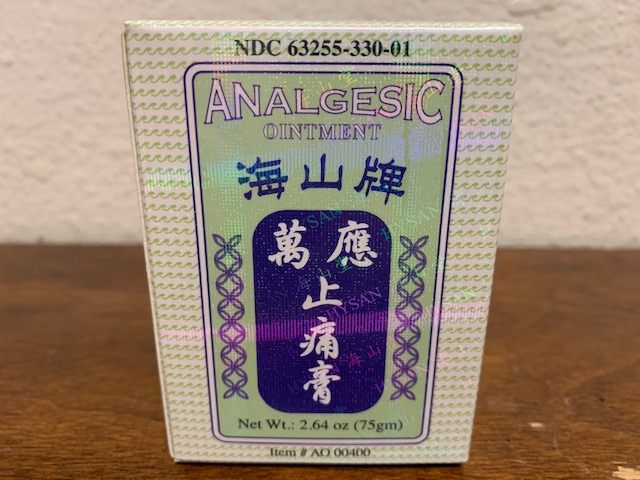 NDC 63255-330-01
ANALGESIC
OINTMENT
海山牌
萬應
止
痛
膏
Net Wt.: 2.64 oz (75gm)
Item # AO 00400